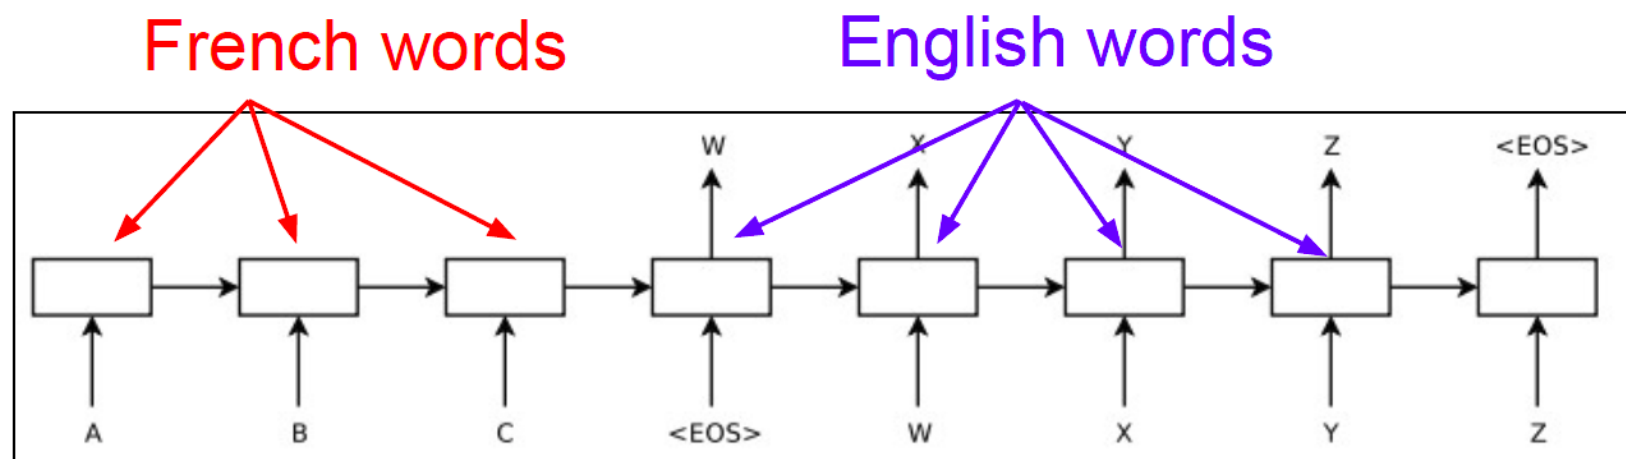 French words English words
W X Y Z <EOS>
A B C <EOS> W X Y Z